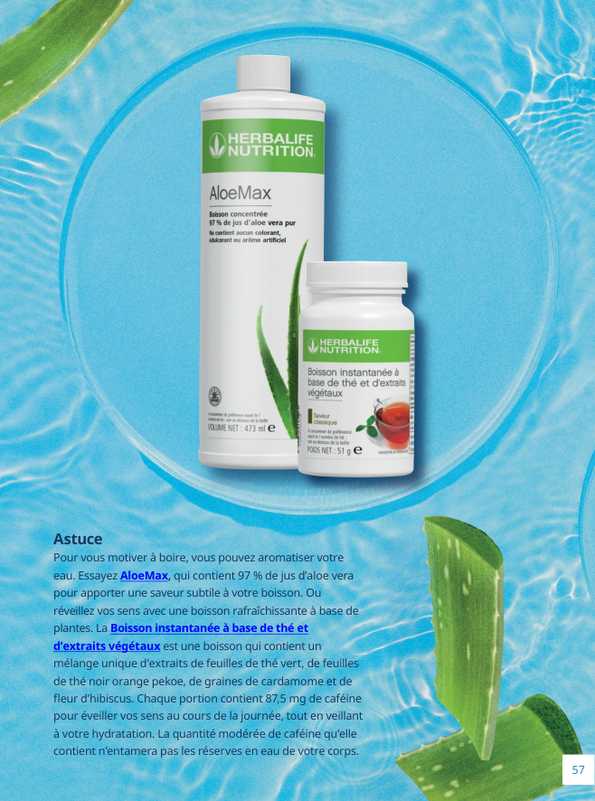 HERBALIFE
NUTRITION
AloeMax
Boisson concentrée
97 % de jus d'aloe vera pur
Ne contient aucun colorant,
édulcorant ou arôme artificiel
VOLUME NET : 473 ml e
HERBALIFE
NUTRITION
Boisson instantanée à
base de thé et d'extraits
végétaux
Saveur
classique
POIDS NET : 51 g e
Astuce
Pour vous motiver à boire, vous pouvez aromatiser votre
eau. Essayez AloeMax, qui contient 97 % de jus d'aloe vera
pour apporter une saveur subtile à votre boisson. Ou
réveillez vos sens avec une boisson rafraîchissante à base de
plantes. La Boisson instantanée à base de thé et
d'extraits végétaux est une boisson qui contient un
mélange unique d'extraits de feuilles de thé vert, de feuilles
de thé noir orange pekoe, de graines de cardamome et de
fleur d'hibiscus. Chaque portion contient 87,5 mg de caféine
pour éveiller vos sens au cours de la journée, tout en veillant
à votre hydratation. La quantité modérée de caféine qu'elle
contient n'entamera pas les réserves en eau de votre corps.
57